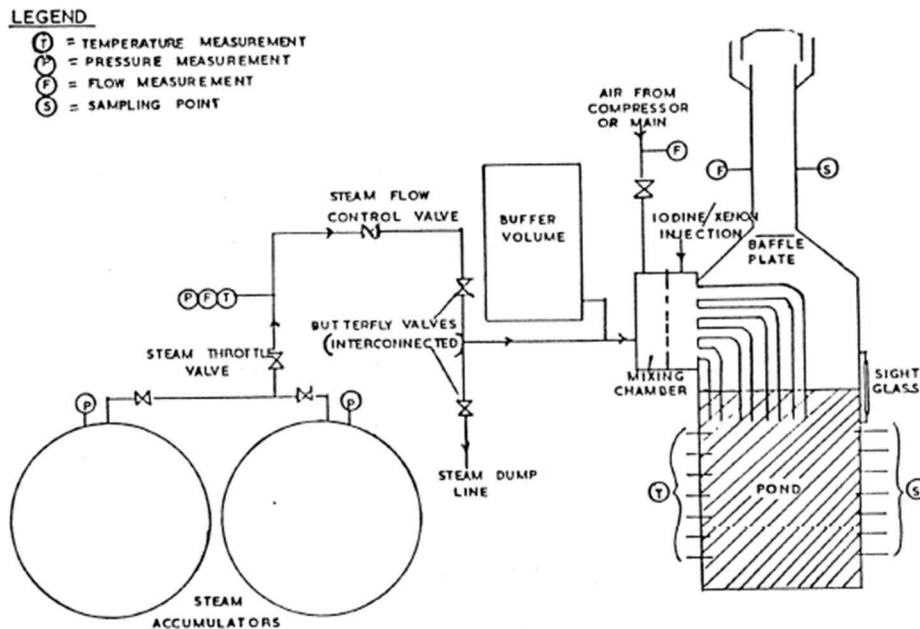 LEGEND
T = TEMPERATURE MEASUREMENT
P = PRESSURE MEASUREMENT
F = FLOW MEASUREMENT
S = SAMPLING POINT
AIR FROM
COMPRESSOR
OR MAIN
F
F
S
STEAM FLOW
CONTROL VALVE
BUFFER
VOLUME
IODINE/XENON
INJECTION
BAFFLE
PLATE
P F T
BUTTERFLY VALVES
(INTERCONNECTED)
STEAM THROTTLE
VALVE
MIXING
CHAMBER
SIGHT
GLASS
P
P
STEAM DUMP
LINE
T
POND
S
STEAM
ACCUMULATORS